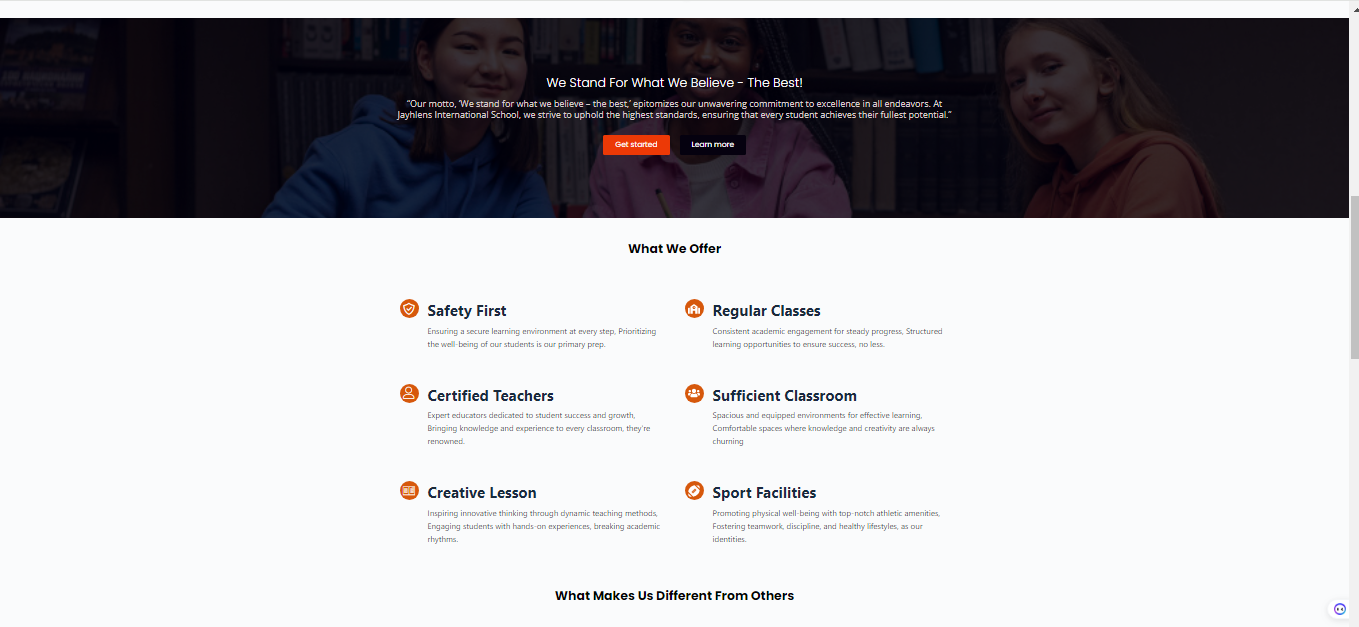 We Stand For What We Believe - The Best!
“Our motto, ‘We stand for what we believe – the best,’ epitomizes our unwavering commitment to excellence in all endeavors. At
Jayhlens International School, we strive to uphold the highest standards, ensuring that every student achieves their fullest potential.”
Get started
Learn more
What We Offer
Safety First
Ensuring a secure learning environment at every step, Prioritizing
the well-being of our students is our primary prep.
Regular Classes
Consistent academic engagement for steady progress, Structured
learning opportunities to ensure success, no less.
Certified Teachers
Expert educators dedicated to student success and growth,
Bringing knowledge and experience to every classroom, they're
renowned.
Sufficient Classroom
Spacious and equipped environments for effective learning,
Comfortable spaces where knowledge and creativity are always
churning
Creative Lesson
Inspiring innovative thinking through dynamic teaching methods,
Engaging students with hands-on experiences, breaking academic
rhythms.
Sport Facilities
Promoting physical well-being with top-notch athletic amenities,
Fostering teamwork, discipline, and healthy lifestyles, as our
identities.
What Makes Us Different From Others